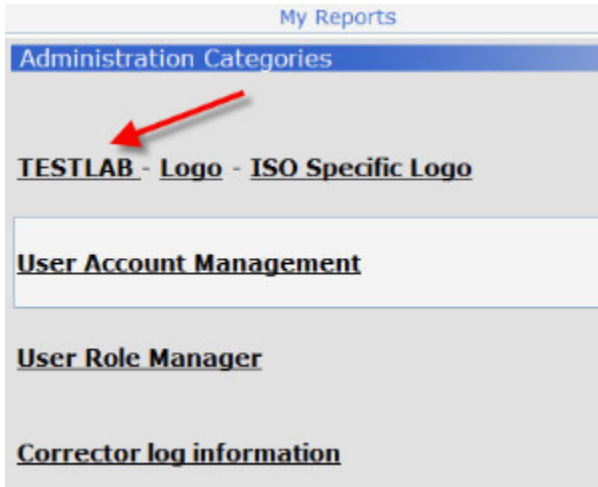 My Reports
Administration Categories
TESTLAB - Logo - ISO Specific Logo
User Account Management
User Role Manager
Corrector log information